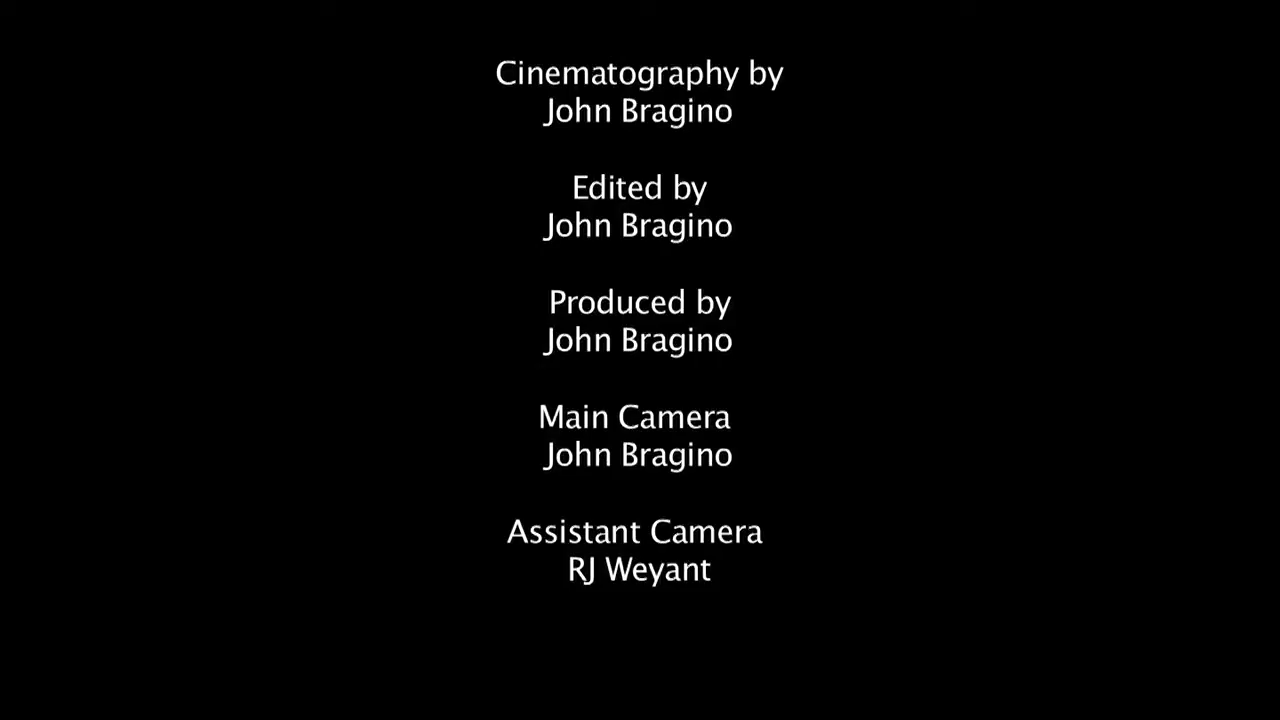 Cinematography by
John Bragino
Edited by
John Bragino
Produced by
John Bragino
Main Camera
John Bragino
Assistant Camera
RJ Weyant